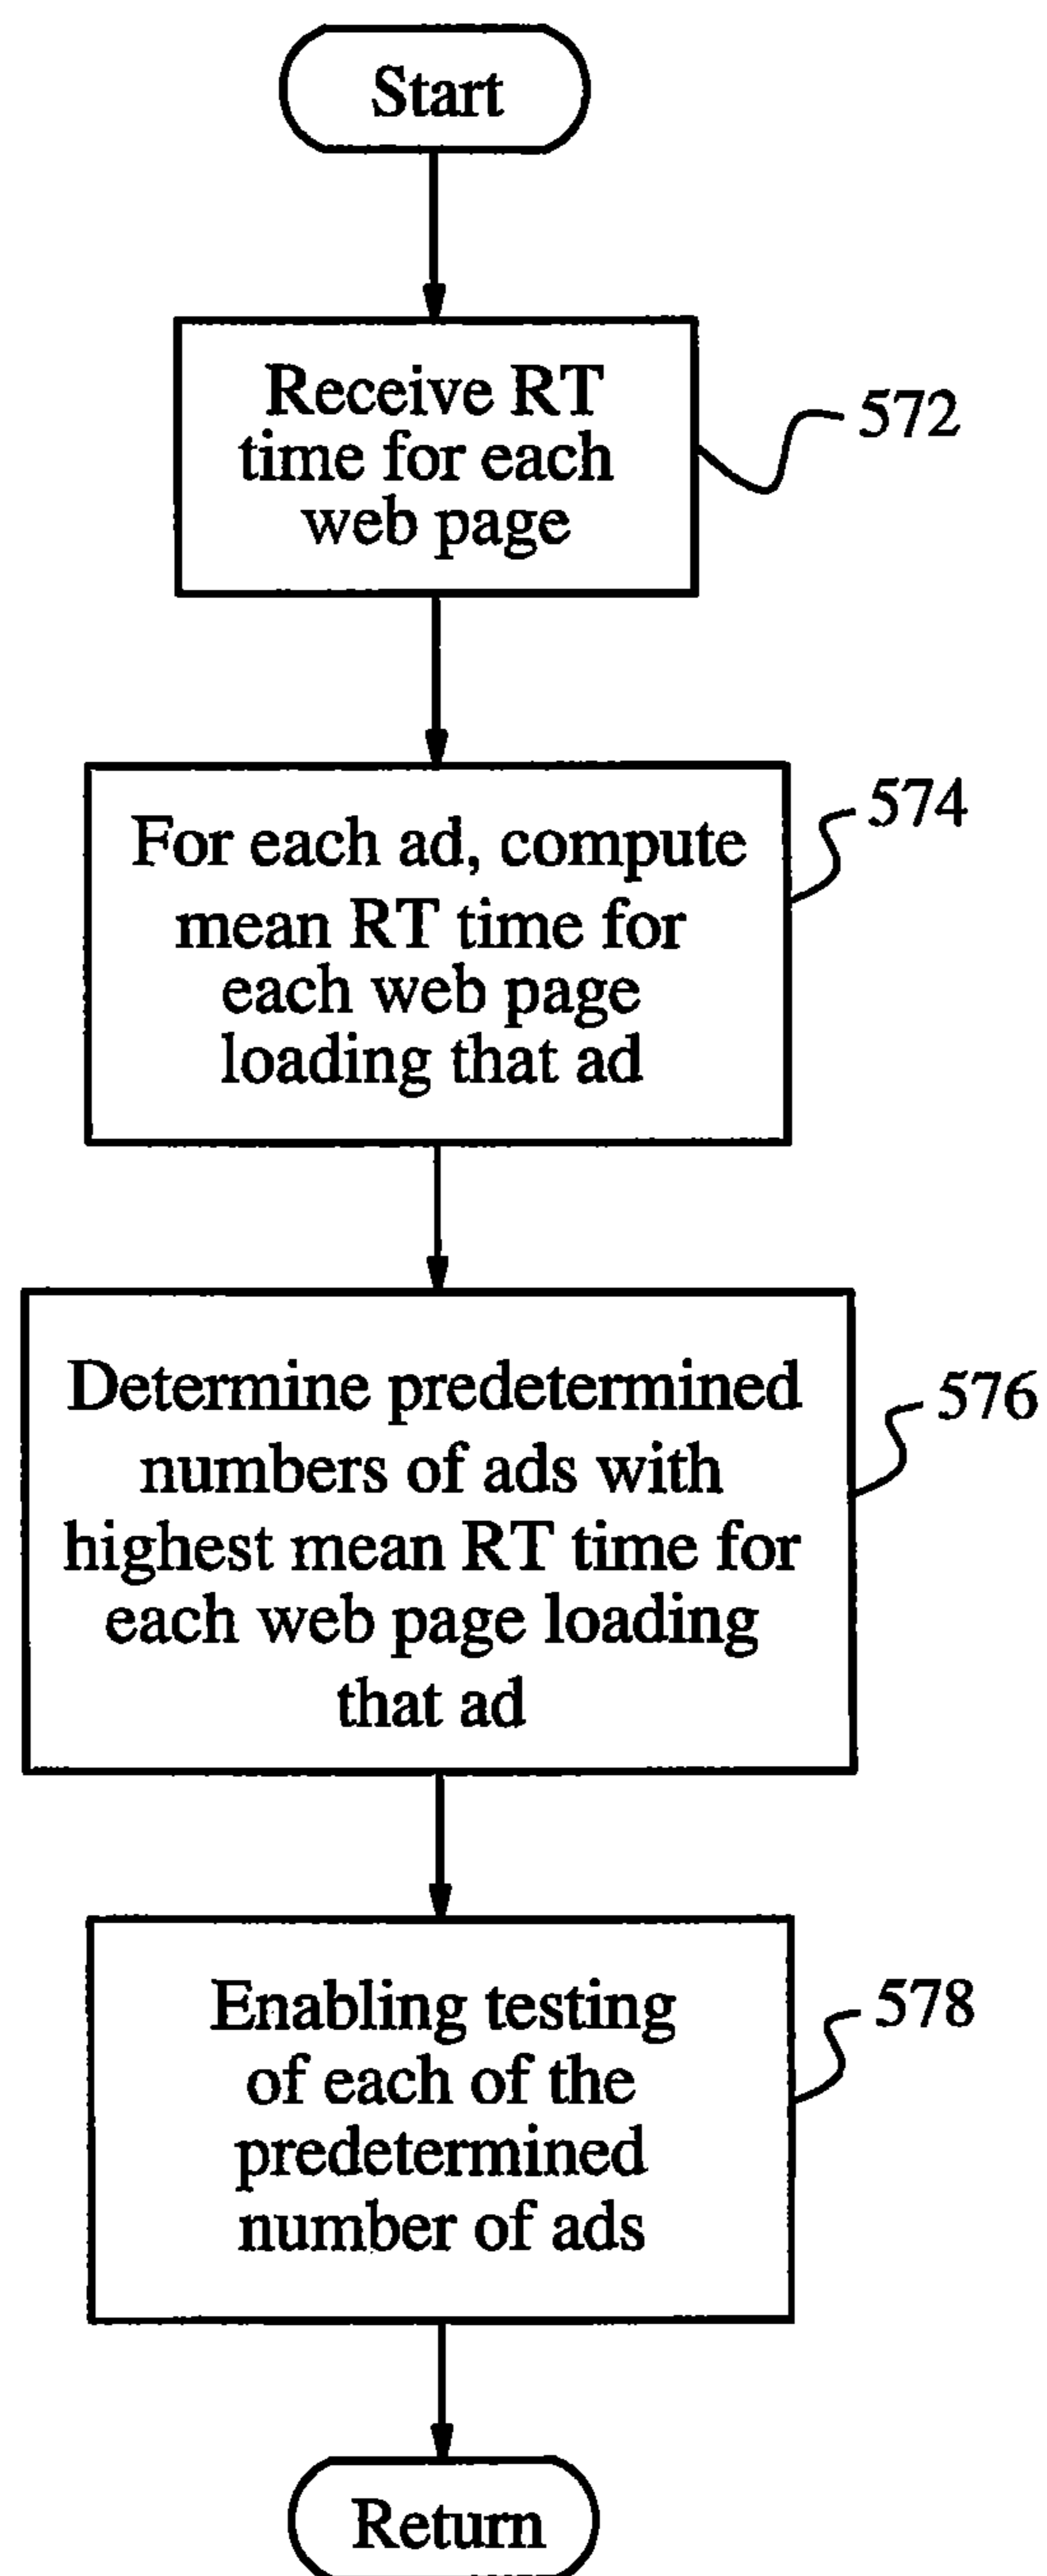 Start
Receive RT
time for each
web page
572
For each ad, compute
mean RT time for
each web page
loading that ad
574
Determine predetermined
numbers of ads with
highest mean RT time for
each web page loading
that ad
576
Enabling testing
of each of the
predetermined
number of ads
578
Return